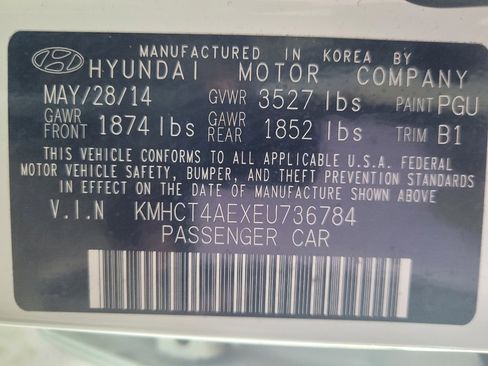 MANUFACTURED IN KOREA BY
HYUNDAI MOTOR COMPANY
MAY/28/14 GVWR 3527 lbs PAINT PGU
GAWR FRONT 1874 lbs GAWR REAR 1852 lbs TRIM B1
THIS VEHICLE CONFORMS TO ALL APPLICABLE U.S.A. FEDERAL
MOTOR VEHICLE SAFETY, BUMPER, AND THEFT PREVENTION STANDARDS
IN EFFECT ON THE DATE OF MANUFACTURE SHOWN ABOVE
V.I.N KMHCT4AEXEU736784
PASSENGER CAR